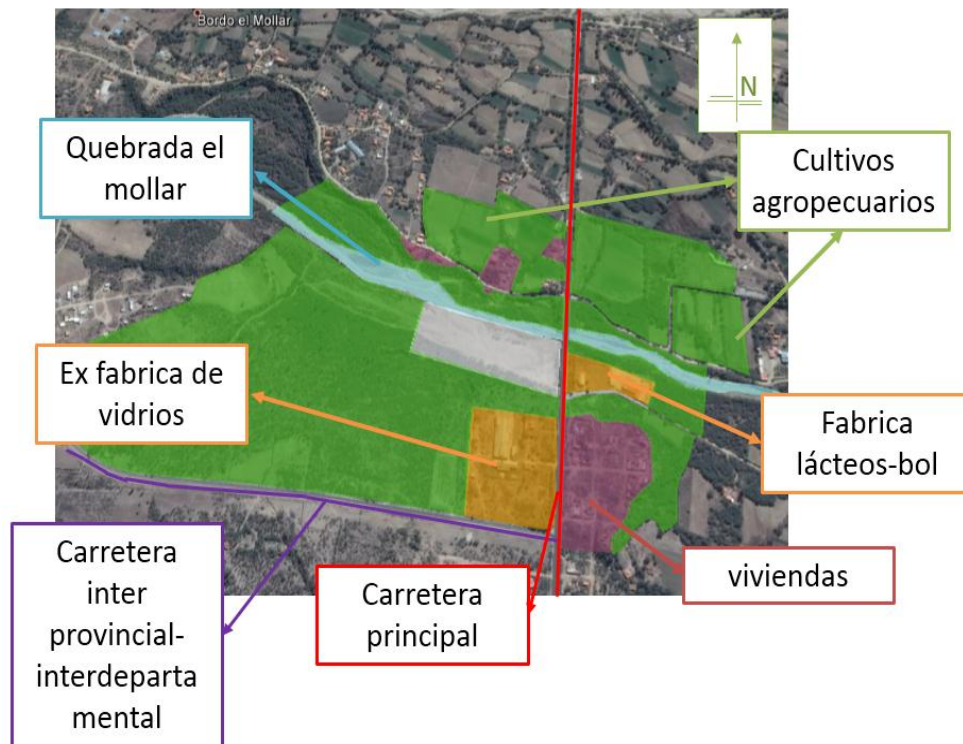 Bordo el Mollar
N
Quebrada el
mollar
Cultivos
agropecuarios
Ex fabrica de
vidrios
Fabrica
lácteos-bol
Carretera
inter
provincial-
interdeparta
mental
Carretera
principal
viviendas